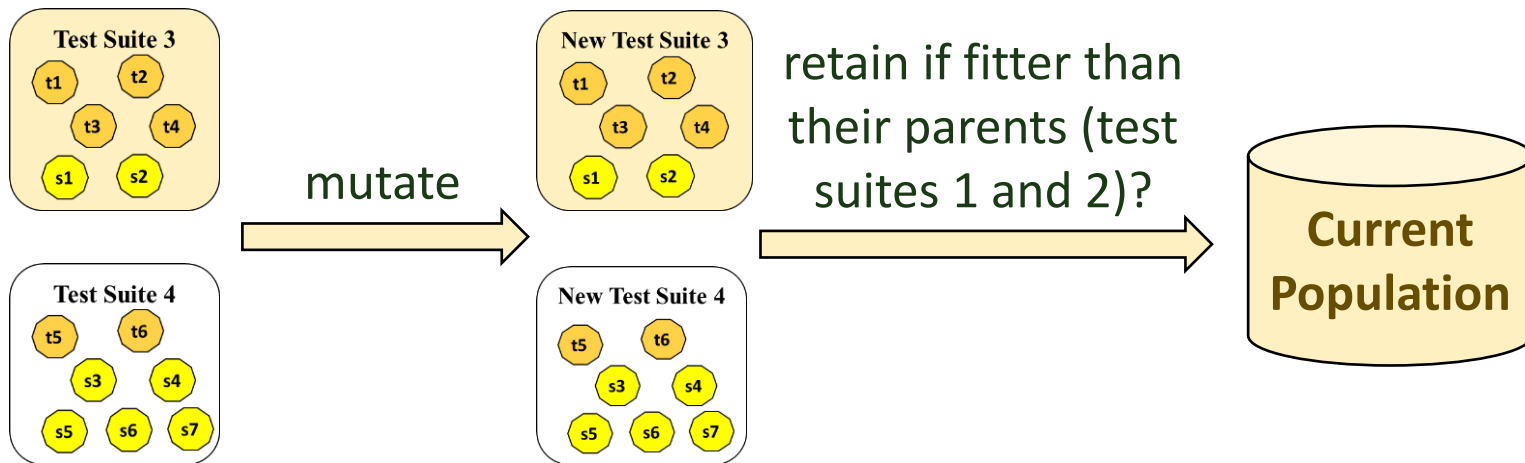 Test Suite 3
t1
t2
t3
t4
s1
s2
mutate
New Test Suite 3
t1
t2
t3
t4
s1
s2
retain if fitter than
their parents (test
suites 1 and 2)?
Current
Population
Test Suite 4
t5
t6
s3
s4
s5
s6
s7
New Test Suite 4
t5
t6
s3
s4
s5
s6
s7